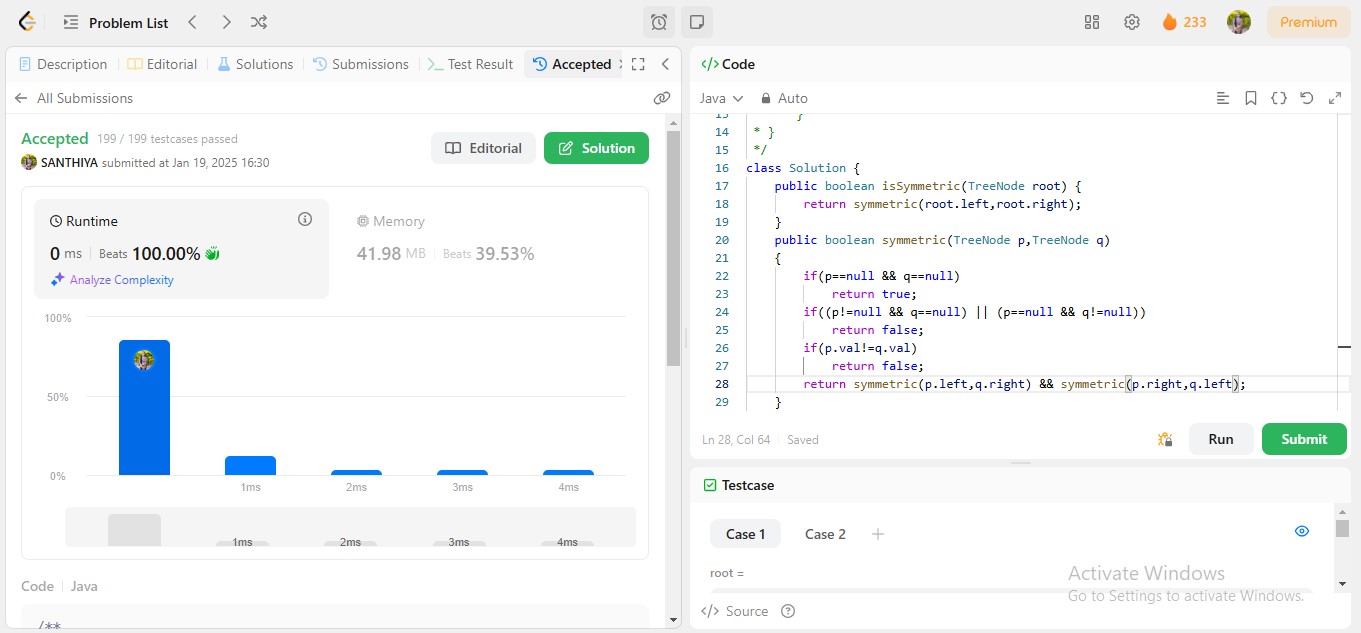 Problem List
233
Premium
Description
Editorial
Solutions
Submissions
Test Result
Accepted
All Submissions
Accepted 199 / 199 testcases passed
SANTHIYA submitted at Jan 19, 2025 16:30
Editorial
Solution
Runtime
0 ms | Beats 100.00%
Analyze Complexity
Memory
41.98 MB | Beats 39.53%
100%
50%
0%
1ms 2ms 3ms 4ms
1ms 2ms 3ms 4ms
Code | Java
/**
</> Code
Java
Auto
13 }
14 * }
15 */
16 class Solution {
17 public boolean isSymmetric(TreeNode root) {
18 return symmetric(root.left,root.right);
19 }
20 public boolean symmetric(TreeNode p,TreeNode q)
21 {
22 if(p==null && q==null)
23 return true;
24 if((p!=null && q==null) || (p==null && q!=null))
25 return false;
26 if(p.val!=q.val)
27 return false;
28 return symmetric(p.left,q.right) && symmetric(p.right,q.left);
29 }
Ln 28, Col 64 | Saved
Run
Submit
Testcase
Case 1
Case 2
+
root =
Activate Windows
Go to Settings to activate Windows.
</> Source